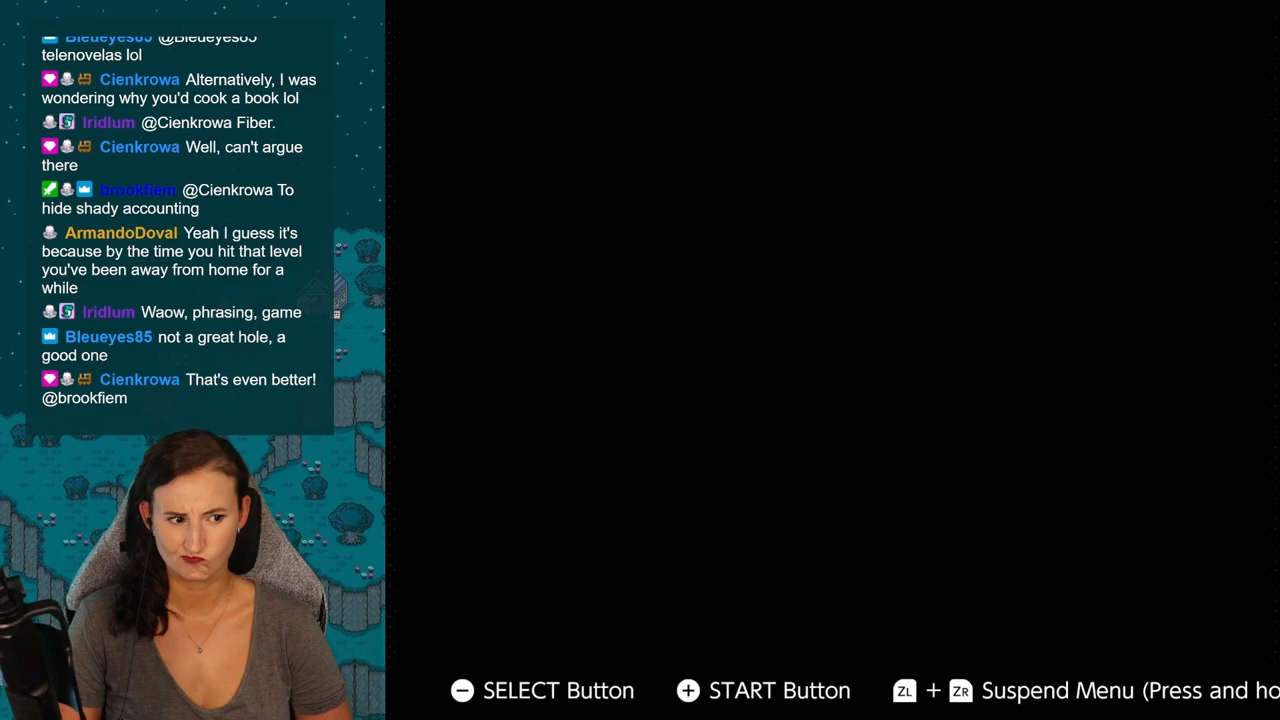 Bleueyes85 @Bleueyes85
telenovelas lol
Cienkrowa Alternatively, I was
wondering why you'd cook a book lol
Iridlum @Cienkrowa Fiber.
Cienkrowa Well, can't argue
there
brookfiem @Cienkrowa To
hide shady accounting
ArmandoDoval Yeah I guess it's
because by the time you hit that level
you've been away from home for a
while
Iridlum Waow, phrasing, game
Bleueyes85 not a great hole, a
good one
Cienkrowa That's even better!
@brookfiem
SELECT Button START Button ZL + ZR Suspend Menu (Press and ho